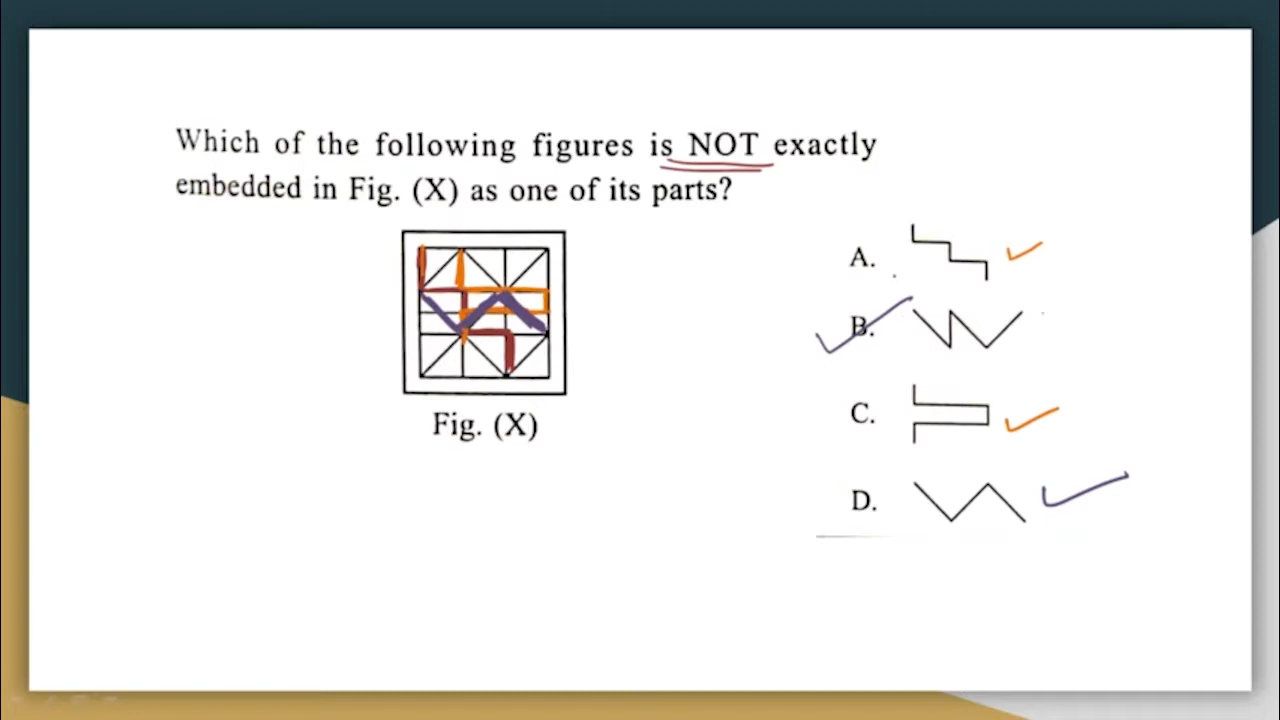 Which of the following figures is NOT exactly
embedded in Fig. (X) as one of its parts?
A.
B.
C.
D.
Fig. (X)